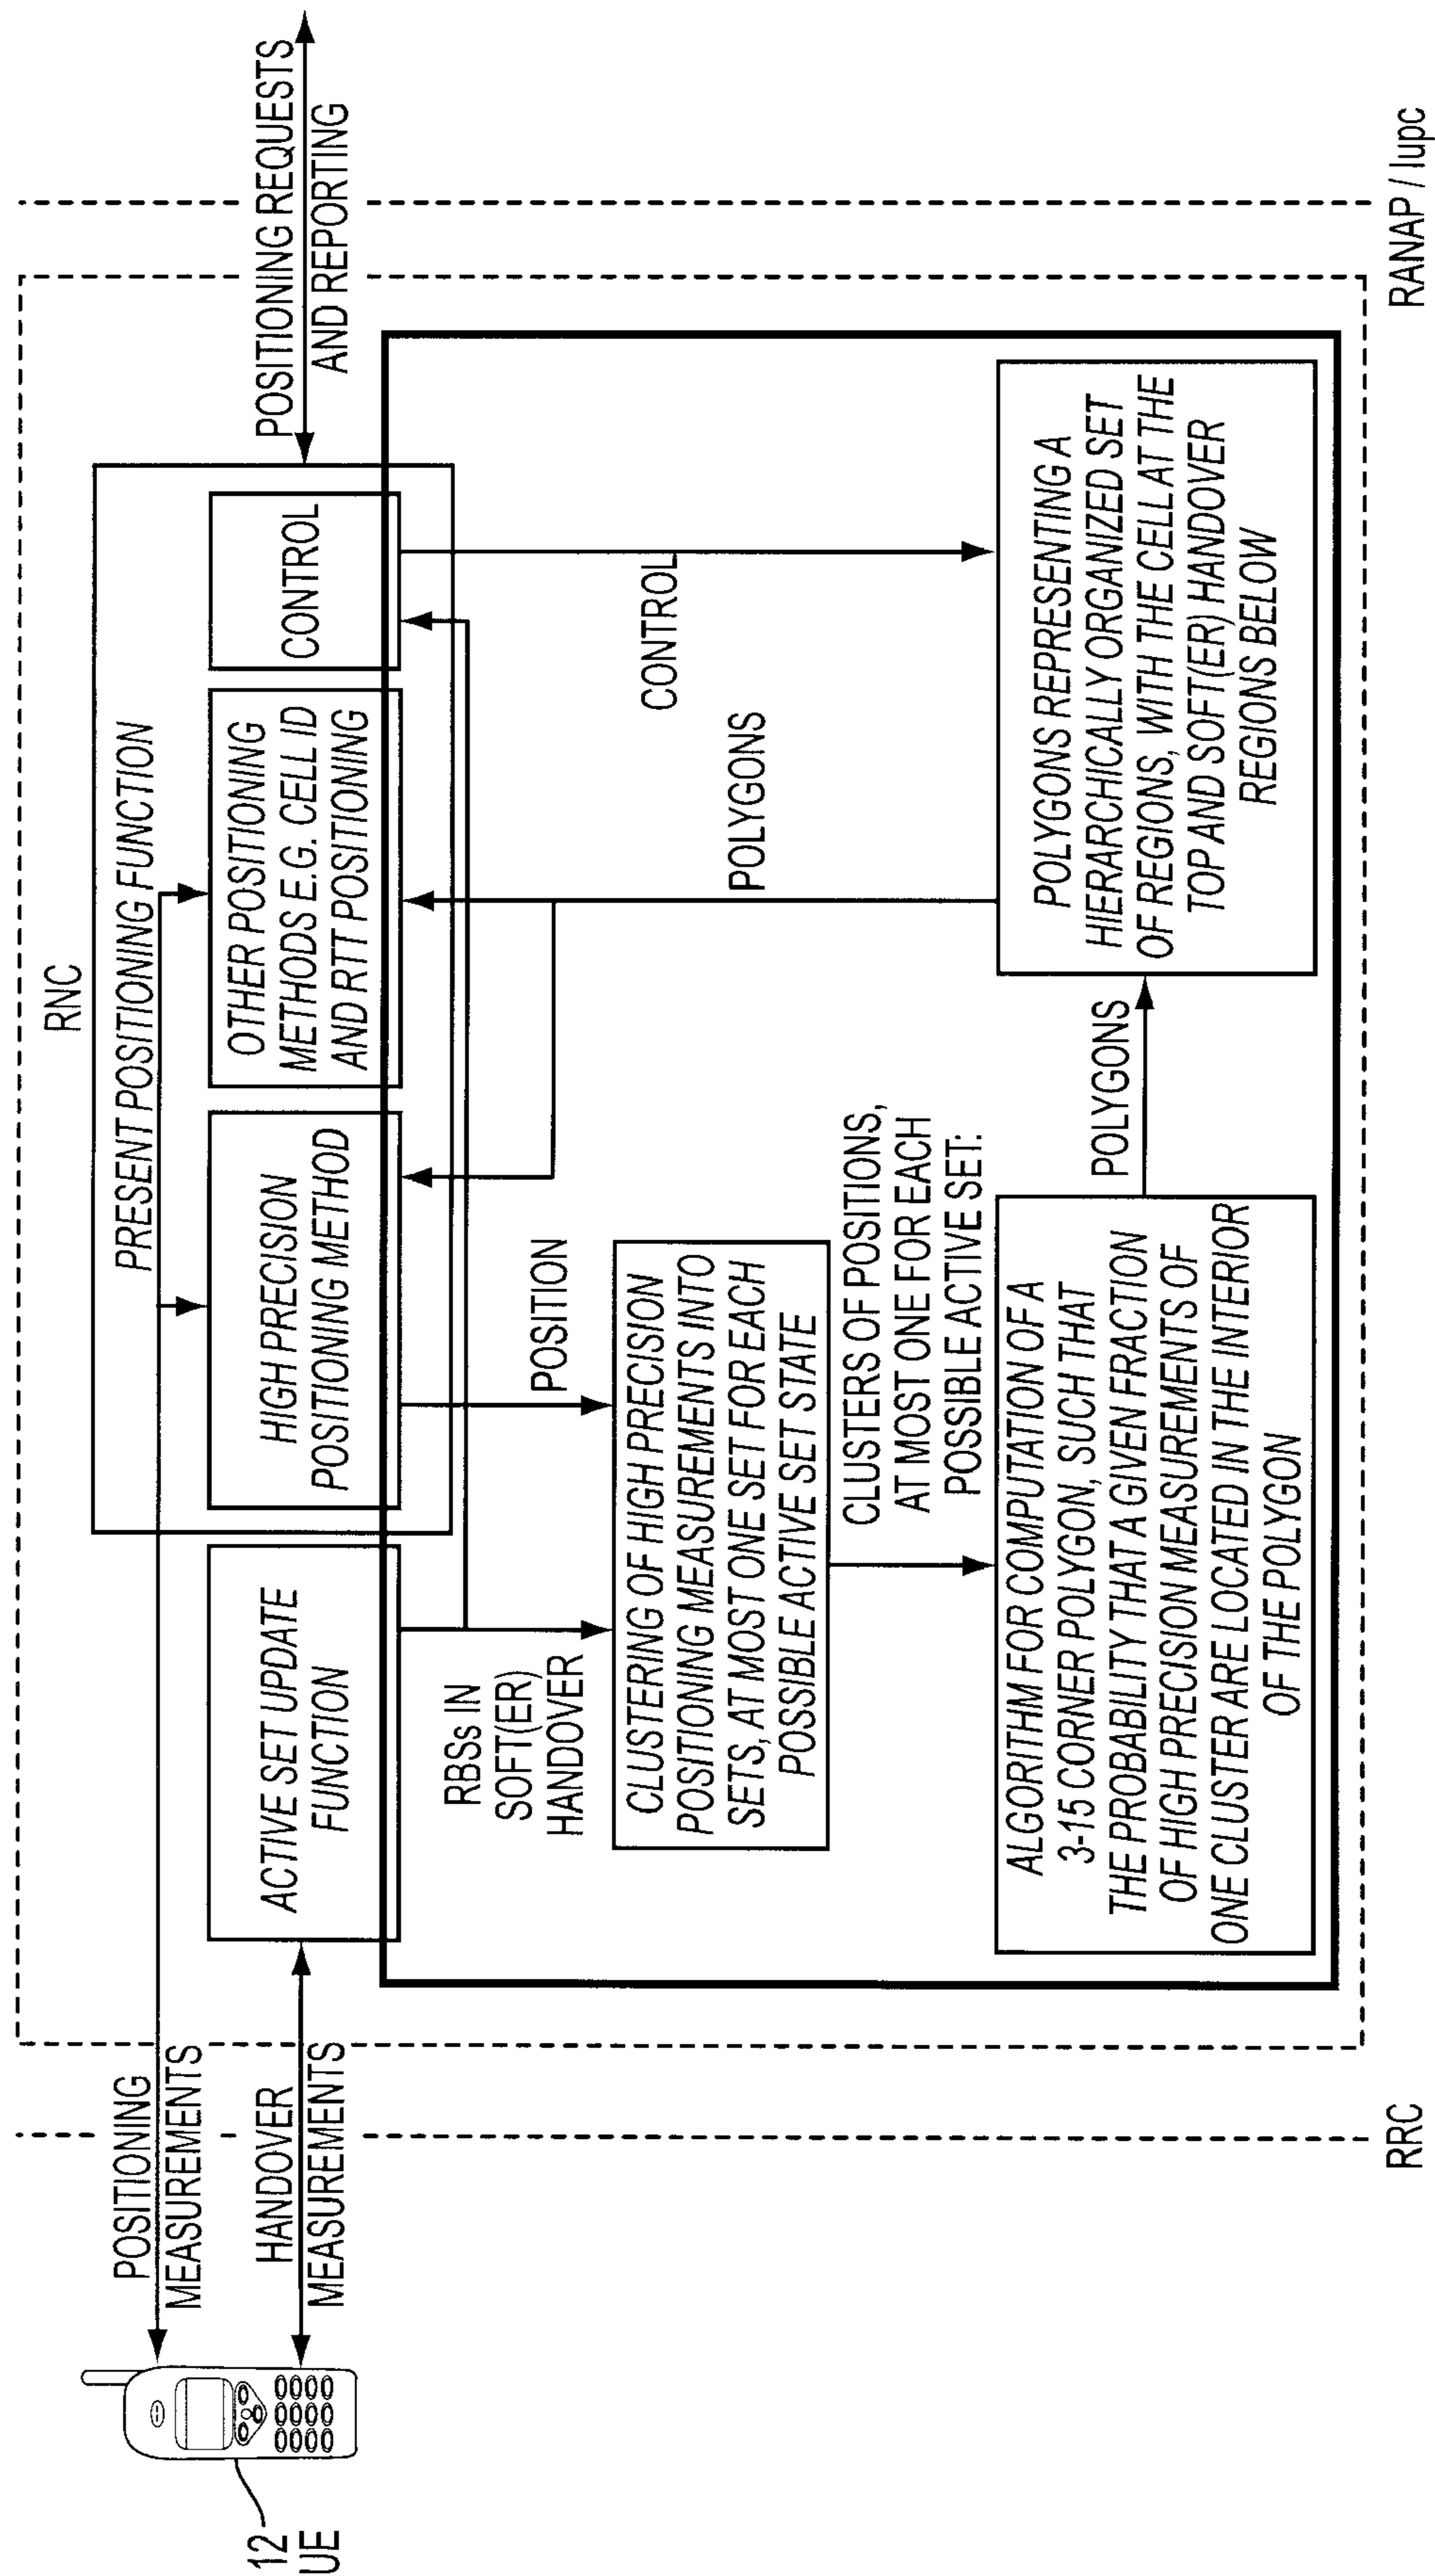 12
UE
POSITIONING
MEASUREMENTS
HANDOVER
MEASUREMENTS
RRC
RNC
PRESENT POSITIONING FUNCTION
ACTIVE SET UPDATE
FUNCTION
HIGH PRECISION
POSITIONING METHOD
OTHER POSITIONING
METHODS E.G. CELL ID
AND RTT POSITIONING
CONTROL
POSITIONING REQUESTS
AND REPORTING
RBSs IN
SOFT(ER)
HANDOVER
POSITION
CLUSTERING OF HIGH PRECISION
POSITIONING MEASUREMENTS INTO
SETS, AT MOST ONE SET FOR EACH
POSSIBLE ACTIVE SET STATE
CLUSTERS OF POSITIONS,
AT MOST ONE FOR EACH
POSSIBLE ACTIVE SET:
ALGORITHM FOR COMPUTATION OF A
3-15 CORNER POLYGON, SUCH THAT
THE PROBABILITY THAT A GIVEN FRACTION
OF HIGH PRECISION MEASUREMENTS OF
ONE CLUSTER ARE LOCATED IN THE INTERIOR
OF THE POLYGON
POLYGONS
POLYGONS
CONTROL
POLYGONS REPRESENTING A
HIERARCHICALLY ORGANIZED SET
OF REGIONS, WITH THE CELL AT THE
TOP AND SOFT(ER) HANDOVER
REGIONS BELOW
RANAP / Iupc